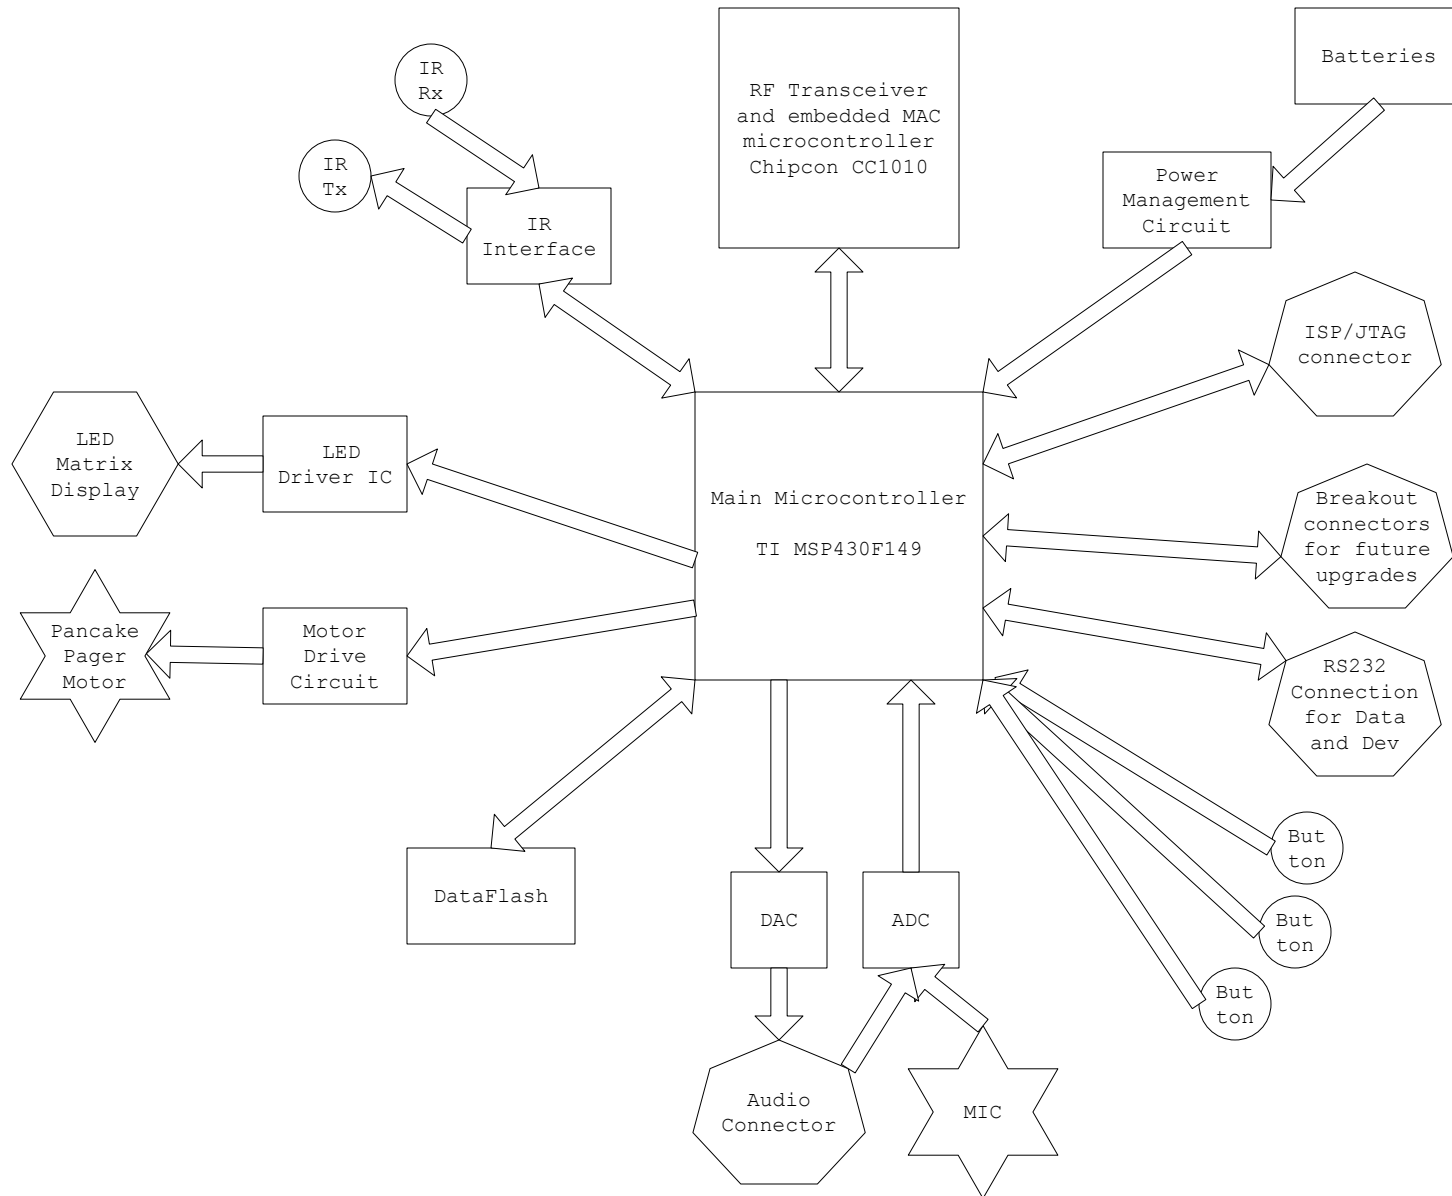 IR
Rx
RF Transceiver
and embedded MAC
microcontroller
Chipcon CC1010
Batteries
IR
Tx
IR
Interface
Power
Management
Circuit
ISP/JTAG
connector
LED
Matrix
Display
LED
Driver IC
Main Microcontroller
TI MSP430F149
Breakout
connectors
for future
upgrades
Pancake
Pager
Motor
Motor
Drive
Circuit
RS232
Connection
for Data
and Dev
DataFlash
DAC
ADC
But
ton
But
ton
But
ton
Audio
Connector
MIC